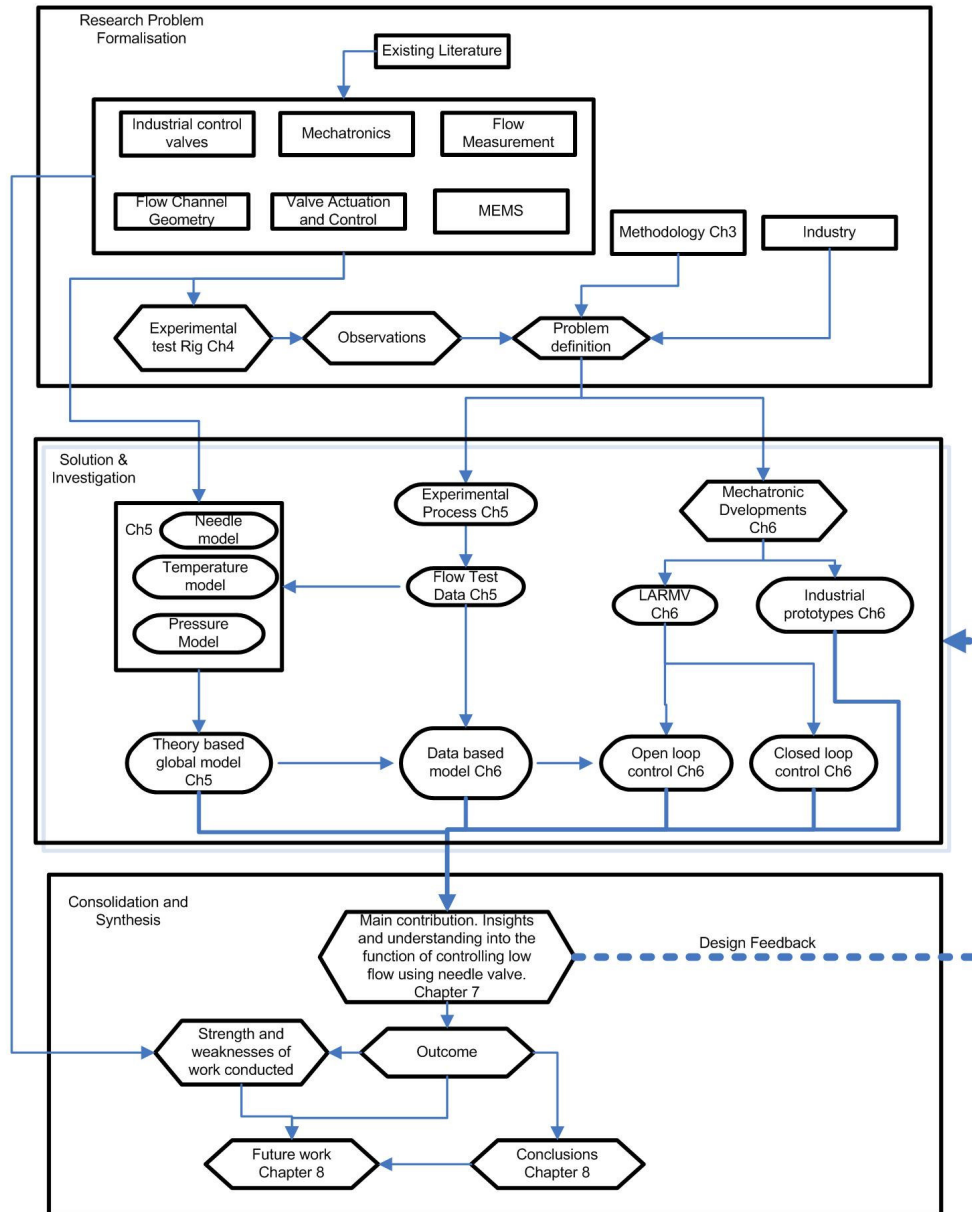 Research Problem
Formalisation
Existing Literature
Industrial control
valves
Mechatronics
Flow
Measurement
Flow Channel
Geometry
Valve Actuation
and Control
MEMS
Methodology Ch3
Industry
Experimental
test Rig Ch4
Observations
Problem
definition
Solution &
Investigation
Ch5
Needle
model
Temperature
model
Pressure
Model
Experimental
Process Ch5
Flow Test
Data Ch5
Mechatronic
Dvelopments
Ch6
LARMV
Ch6
Industrial
prototypes Ch6
Theory based
global model
Ch5
Data based
model Ch6
Open loop
control Ch6
Closed loop
control Ch6
Consolidation and
Synthesis
Main contribution. Insights
and understanding into the
function of controlling low
flow using needle valve.
Chapter 7
Design Feedback
Strength and
weaknesses of
work conducted
Outcome
Future work
Chapter 8
Conclusions
Chapter 8